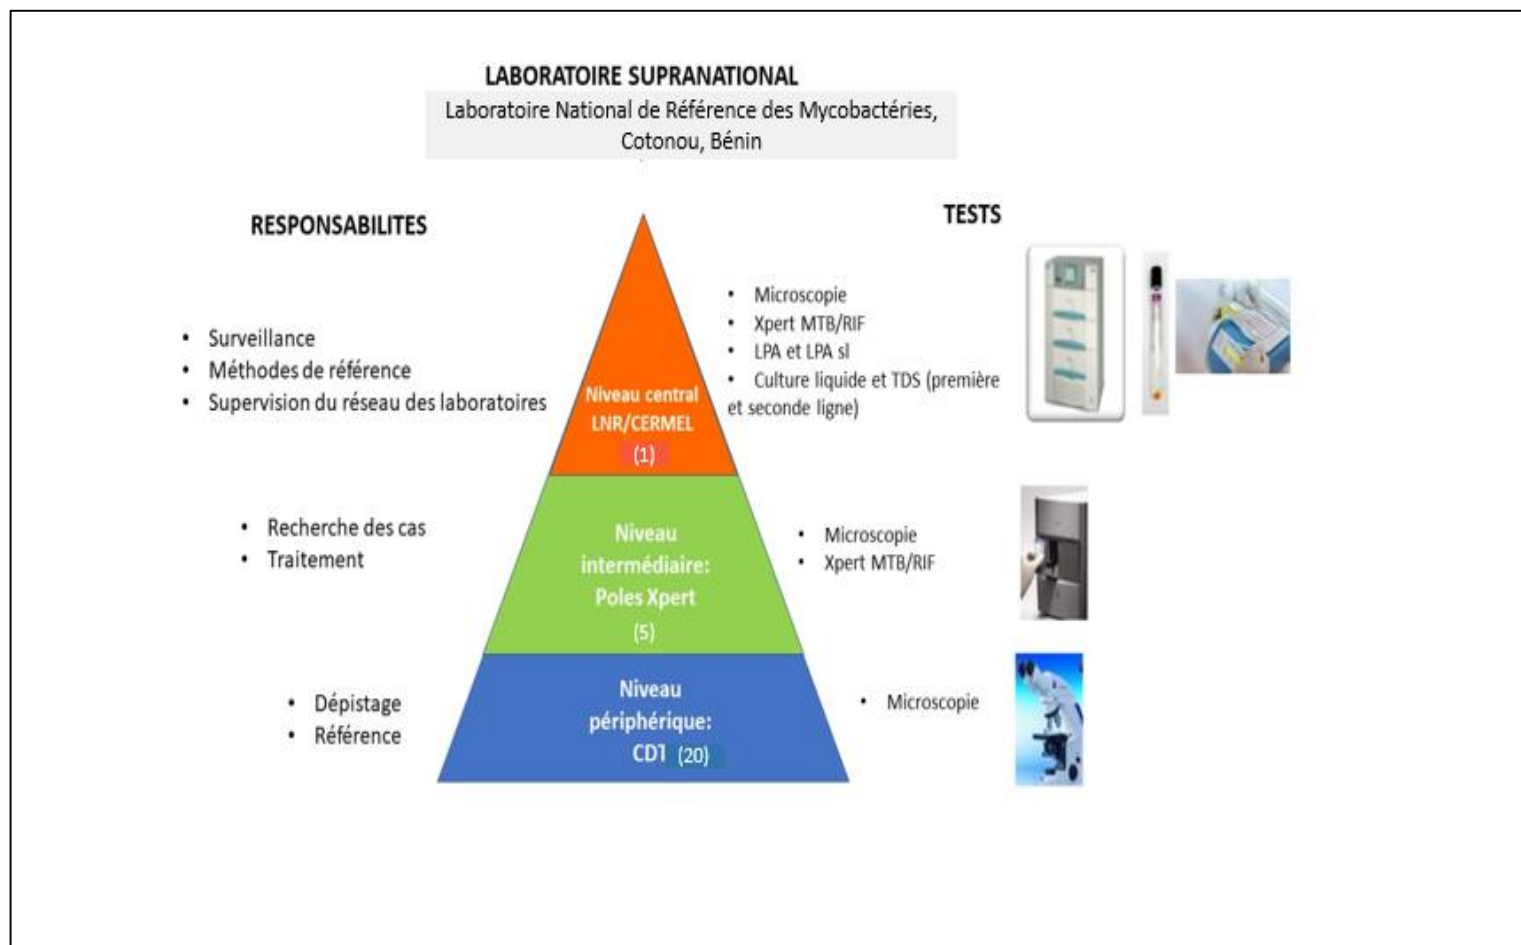 LABORATOIRE SUPRANATIONAL
Laboratoire National de Référence des Mycobactéries,
Cotonou, Bénin
RESPONSABILITES
• Surveillance
• Méthodes de référence
• Supervision du réseau des laboratoires
Niveau central
LNR/CERMEL
(1)
TESTS
• Microscopie
• Xpert MTB/RIF
• LPA et LPA sl
• Culture liquide et TDS (première
et seconde ligne)
• Recherche des cas
• Traitement
Niveau
intermédiaire:
Poles Xpert
(5)
• Microscopie
• Xpert MTB/RIF
• Dépistage
• Référence
Niveau
périphérique:
CDT (20)
• Microscopie